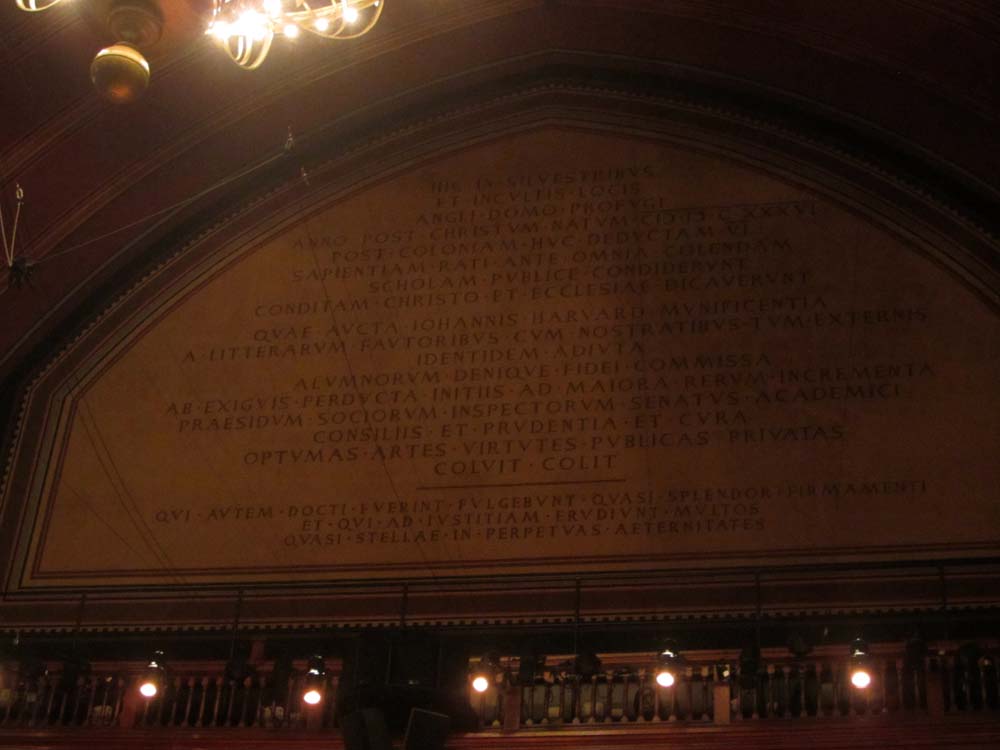 HIS · IN · SILVESTRIBVS
ET · INCVLTIS · LOCIS
ANGLI · DOMO · PROFVGI
ANNO · POST · CHRISTVM · NATVM · CIƆ · IƆ · C · XXXVI
POST · COLONIAM · HVC · DEDVCTAM · VI
SAPIENTIAM · RATI · ANTE · OMNIA · COLENDAM
SCHOLAM · PVBLICE · CONDIDERVNT
CONDITAM · CHRISTO · ET · ECCLESIAE · DICAVERVNT
QVAE · AVCTA · IOHANNIS · HARVARD · MVNIFICENTIA
A · LITTERARVM · FAVTORIBVS · CVM · NOSTRATIBVS · TVM · EXTERNIS
IDENTIDEM · ADIVTA
ALVMNORVM · DENIQVE · FIDEI · COMMISSA
AB · EXIGVIS · PERDVCTA · INITIIS · AD · MAIORA · RERVM · INCREMENTA
PRAESIDVM · SOCIORVM · INSPECTORVM · SENATVS · ACADEMICI
CONSILIIS · ET · PRVDENTIA · ET · CVRA
OPTVMAS · ARTES · VIRTVTES · PVBLICAS · PRIVATAS
COLVIT · COLIT
QVI · AVTEM · DOCTI · FVERINT · FVLGEBVNT · QVASI · SPLENDOR · FIRMAMENTI
ET · QVI · AD · IVSTITIAM · ERVDIVNT · MVLTOS
QVASI · STELLAE · IN · PERPETVAS · AETERNITATES